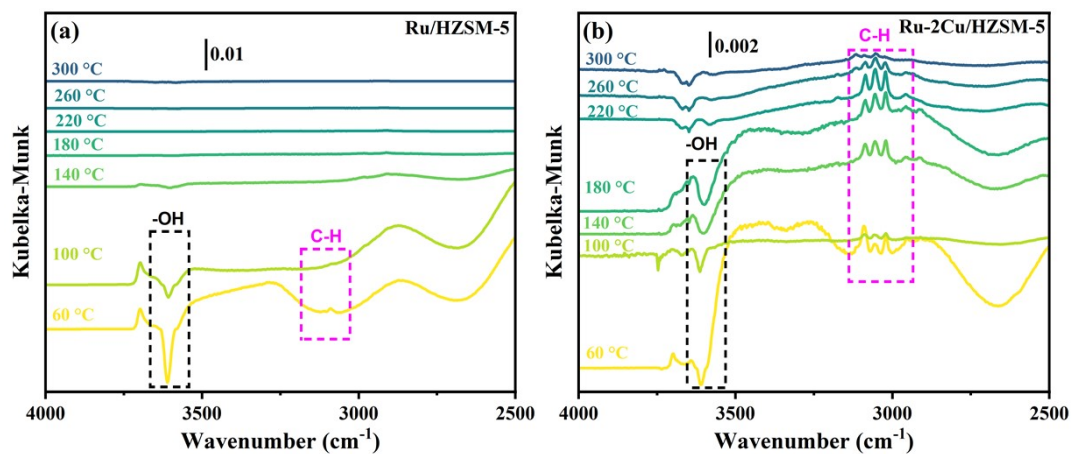 (a)
Ru/HZSM-5
0.01
300 °C
260 °C
220 °C
180 °C
140 °C
-OH
C-H
100 °C
60 °C
Kubelka-Munk
4000 3500 3000 2500
Wavenumber (cm-1)
(b)
Ru-2Cu/HZSM-5
0.002
C-H
300 °C
260 °C
220 °C
-OH
180 °C
140 °C
100 °C
60 °C
Kubelka-Munk
4000 3500 3000 2500
Wavenumber (cm-1)